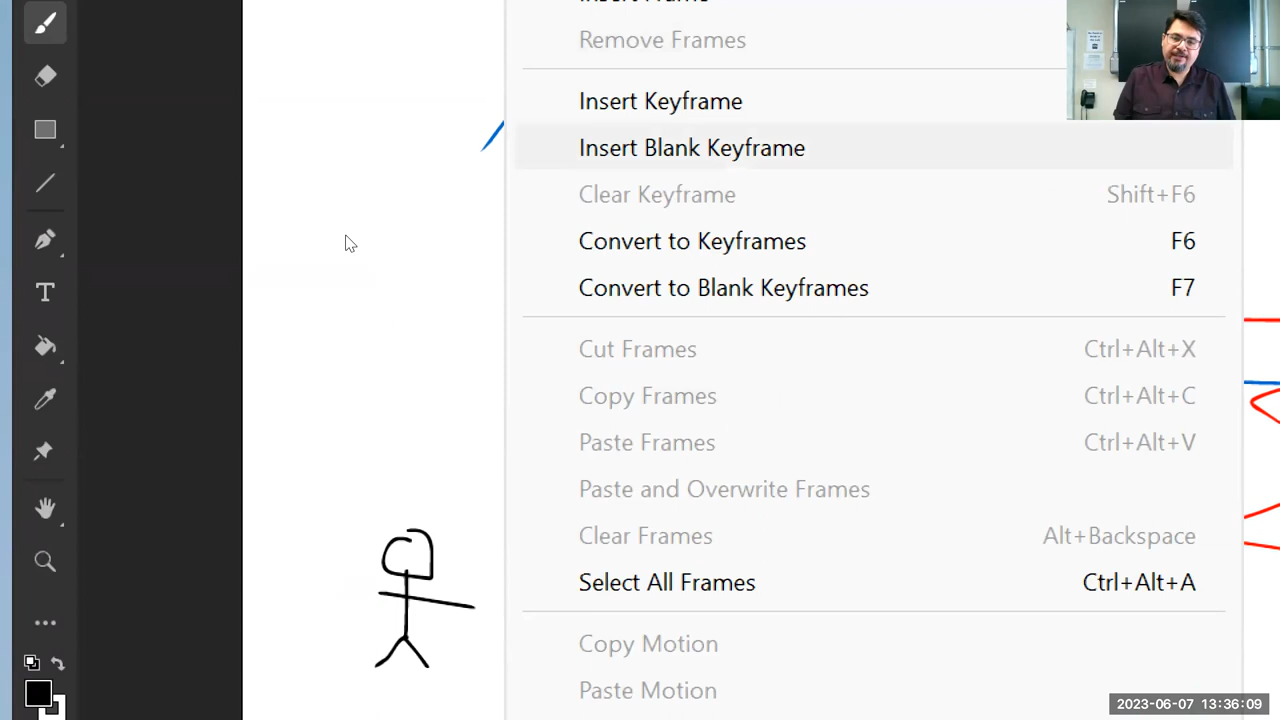 Insert Frame
Remove Frames
Insert Keyframe
Insert Blank Keyframe
Clear Keyframe Shift+F6
Convert to Keyframes F6
Convert to Blank Keyframes F7
Cut Frames Ctrl+Alt+X
Copy Frames Ctrl+Alt+C
Paste Frames Ctrl+Alt+V
Paste and Overwrite Frames
Clear Frames Alt+Backspace
Select All Frames Ctrl+Alt+A
Copy Motion
Paste Motion
2023-06-07 13:36:09